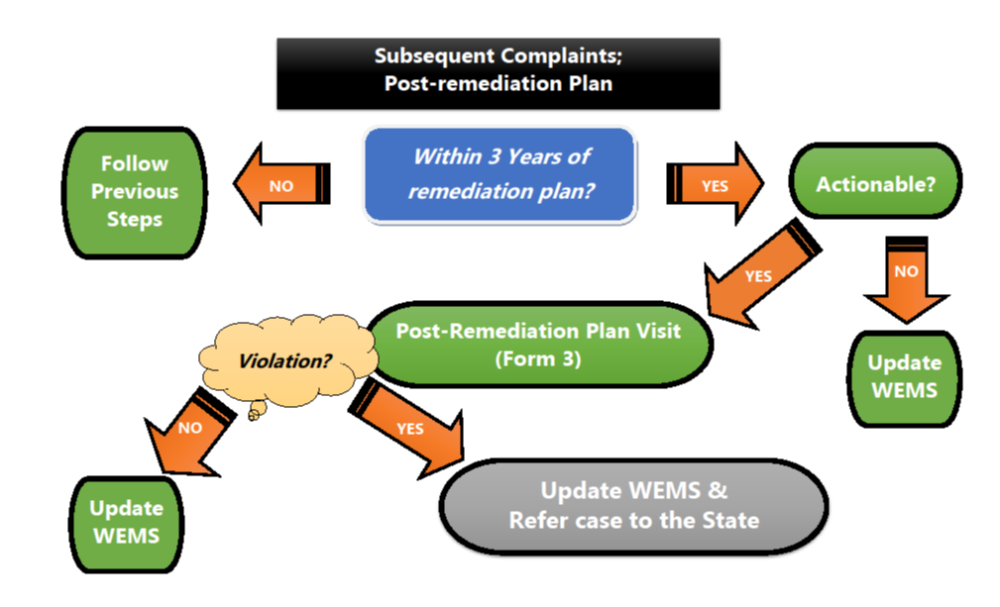 Subsequent Complaints;
Post-remediation Plan
Follow
Previous
Steps
NO
Within 3 Years of
remediation plan?
YES
Actionable?
YES
NO
Violation?
Post-Remediation Plan Visit
(Form 3)
Update
WEMS
NO
YES
Update
WEMS
Update WEMS &
Refer case to the State